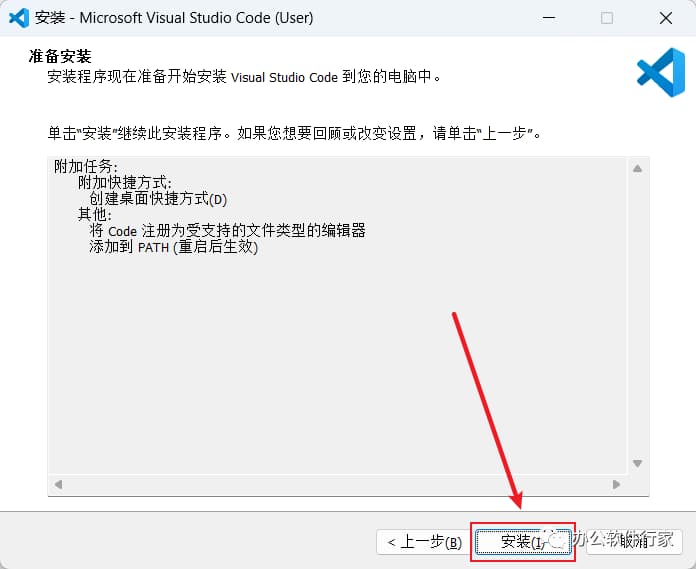 安装 - Microsoft Visual Studio Code (User)
准备安装
安装程序现在准备开始安装 Visual Studio Code 到您的电脑中。
单击“安装”继续此安装程序。如果您想要回顾或改变设置，请单击“上一步”。
附加任务:
附加快捷方式:
创建桌面快捷方式(D)
其他:
将 Code 注册为受支持的文件类型的编辑器
添加到 PATH (重启后生效)
< 上一步(B)
安装(I)
取消
办公软件行家